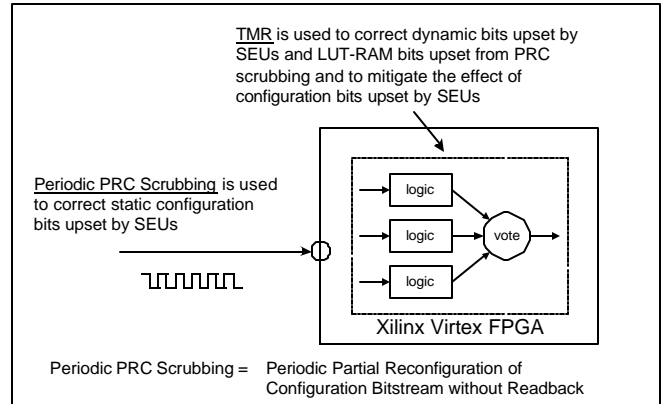 TMR is used to correct dynamic bits upset by
SEUs and LUT-RAM bits upset from PRC
scrubbing and to mitigate the effect of
configuration bits upset by SEUs
Periodic PRC Scrubbing is used
to correct static configuration
bits upset by SEUs
logic
logic
vote
logic
Xilinx Virtex FPGA
Periodic PRC Scrubbing = Periodic Partial Reconfiguration of
Configuration Bitstream without Readback